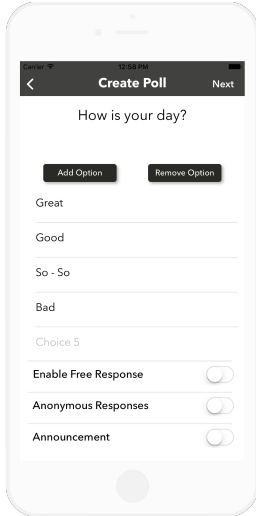 Carrier 12:58 PM
Create Poll Next
How is your day?
Add Option Remove Option
Great
Good
So - So
Bad
Choice 5
Enable Free Response
Anonymous Responses
Announcement